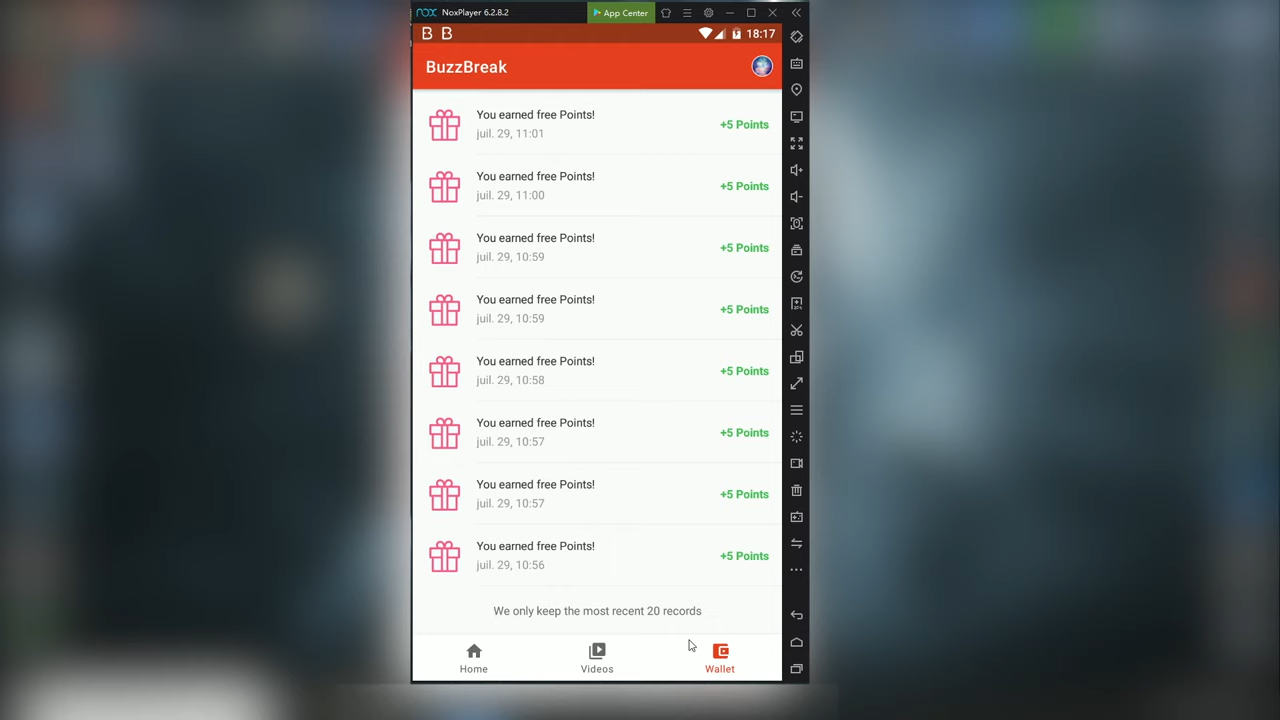 nox NoxPlayer 6.2.8.2 App Center
B B 18:17
BuzzBreak
You earned free Points!
juil. 29, 11:01
+5 Points
You earned free Points!
juil. 29, 11:00
+5 Points
You earned free Points!
juil. 29, 10:59
+5 Points
You earned free Points!
juil. 29, 10:59
+5 Points
You earned free Points!
juil. 29, 10:58
+5 Points
You earned free Points!
juil. 29, 10:57
+5 Points
You earned free Points!
juil. 29, 10:57
+5 Points
You earned free Points!
juil. 29, 10:56
+5 Points
We only keep the most recent 20 records
Home Videos Wallet